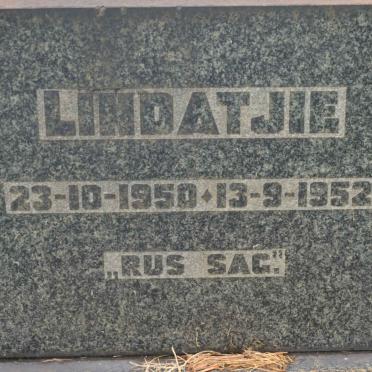 LINDATJIE
23-10-1950♦13-9-1952
„RUS SAG."